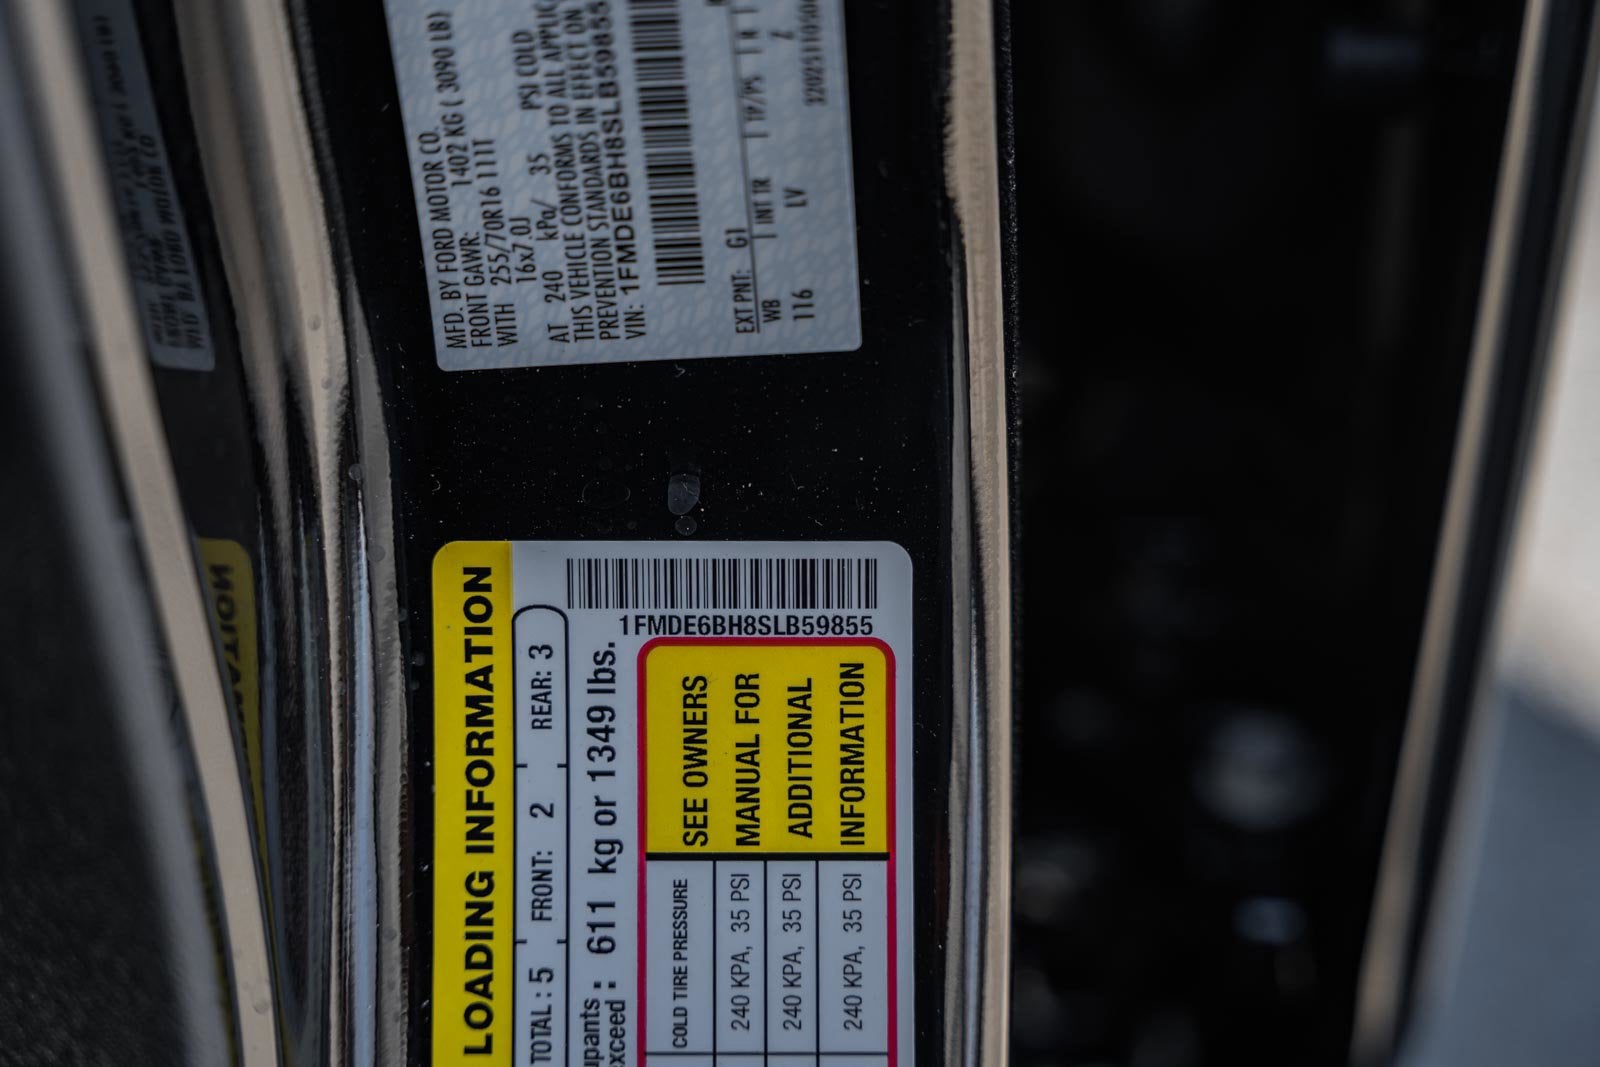 MFD. BY FORD MOTOR CO.
FRONT GAWR: 1402 KG ( 3090 LB)
WITH 255/70R16 111T
16x7.0J
AT 240 kPa/ 35 PSI COLD
THIS VEHICLE CONFORMS TO ALL APPLIC
PREVENTION STANDARDS IN EFFECT ON
VIN: 1FMDE6BH8SLB59855
EXT PNT: G1
WB INT TR TP/PS
116 LV Z
1FMDE6BH8SLB59855
LOADING INFORMATION
TOTAL : 5 FRONT: 2 REAR: 3
upants :
xceed : 611 kg or 1349 lbs.
COLD TIRE PRESSURE
240 KPA, 35 PSI
240 KPA, 35 PSI
240 KPA, 35 PSI
SEE OWNERS
MANUAL FOR
ADDITIONAL
INFORMATION